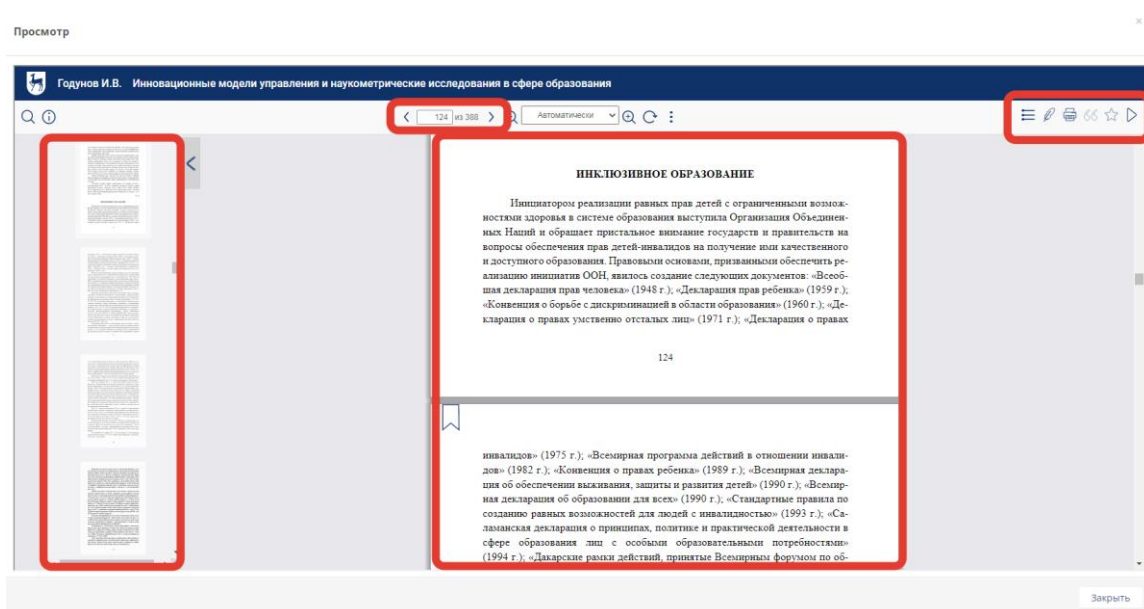 Просмотр
×
Годунов И.В. Инновационные модели управления и наукометрические исследования в сфере образования
124 из 388
Автоматически
ИНКЛЮЗИВНОЕ ОБРАЗОВАНИЕ
Инициатором реализации равных прав детей с ограниченными возмож-
ностями здоровья в системе образования выступила Организация Объединен-
ных Наций и обращает пристальное внимание государств и правительств на
вопросы обеспечения прав детей-инвалидов на получение ими качественного
и доступного образования. Правовыми основами, призванными обеспечить ре-
ализацию инициатив ООН, явилось создание следующих документов: «Всеоб-
щая декларация прав человека» (1948 г.); «Декларация прав ребенка» (1959 г.);
«Конвенция о борьбе с дискриминацией в области образования» (1960 г.); «Де-
кларация о правах умственно отсталых лиц» (1971 г.); «Декларация о правах
124
инвалидов» (1975 г.); «Всемирная программа действий в отношении инвали-
дов» (1982 г.); «Конвенция о правах ребенка» (1989 г.); «Всемирная деклара-
ция об обеспечении выживания, защиты и развития детей» (1990 г.); «Всемир-
ная декларация об образовании для всех» (1990 г.); «Стандартные правила по
созданию равных возможностей для людей с инвалидностью» (1993 г.); «Са-
ламанская декларация о принципах, политике и практической деятельности в
сфере образования лиц с особыми образовательными потребностями»
(1994 г.); «Дакарские рамки действий, принятые Всемирным форумом по об-
Закрыть